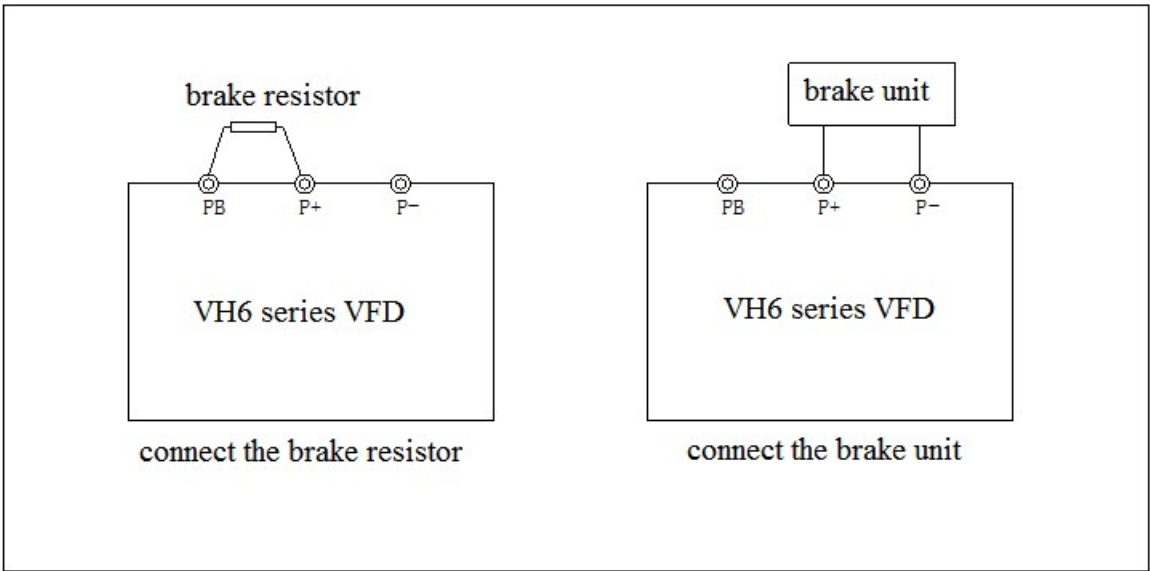 brake resistor
PB P+ P-
VH6 series VFD
connect the brake resistor
brake unit
PB P+ P-
VH6 series VFD
connect the brake unit